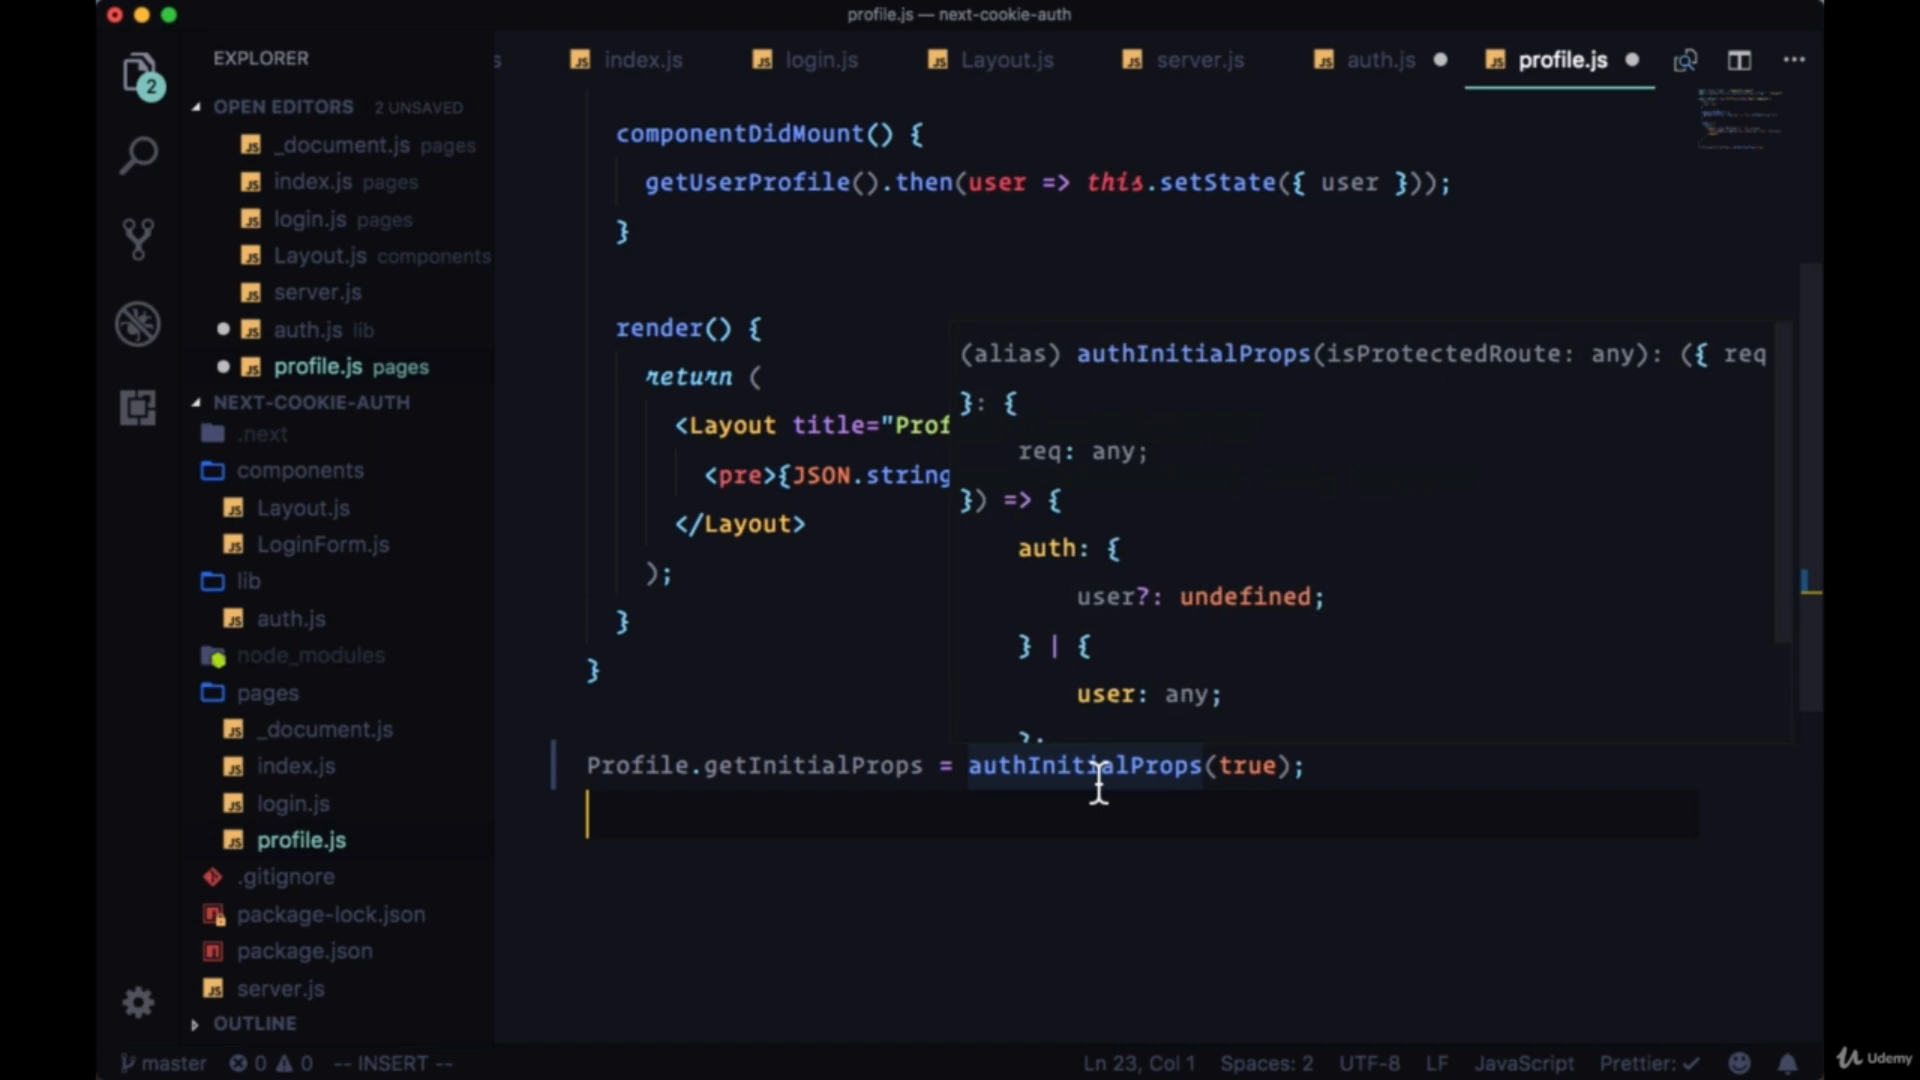 profile.js — next-cookie-auth
EXPLORER
s
index.js
login.js
Layout.js
server.js
auth.js
profile.js
2
OPEN EDITORS 2 UNSAVED
_document.js pages
index.js pages
login.js pages
Layout.js components
server.js
auth.js lib
profile.js pages
NEXT-COOKIE-AUTH
.next
components
Layout.js
LoginForm.js
lib
auth.js
node_modules
pages
_document.js
index.js
login.js
profile.js
.gitignore
package-lock.json
package.json
server.js
OUTLINE
componentDidMount() {
getUserProfile().then(user => this.setState({ user }));
}
render() {
return (
<Layout title="Prof
<pre>{JSON.string
</Layout>
);
}
}
(alias) authInitialProps(isProtectedRoute: any): ({ req
}: {
req: any;
}) => {
auth: {
user?: undefined;
} | {
user: any;
};
Profile.getInitialProps = authInitialProps(true);
master 0 0 -- INSERT --
Ln 23, Col 1 Spaces: 2 UTF-8 LF JavaScript Prettier: ✓
Udemy